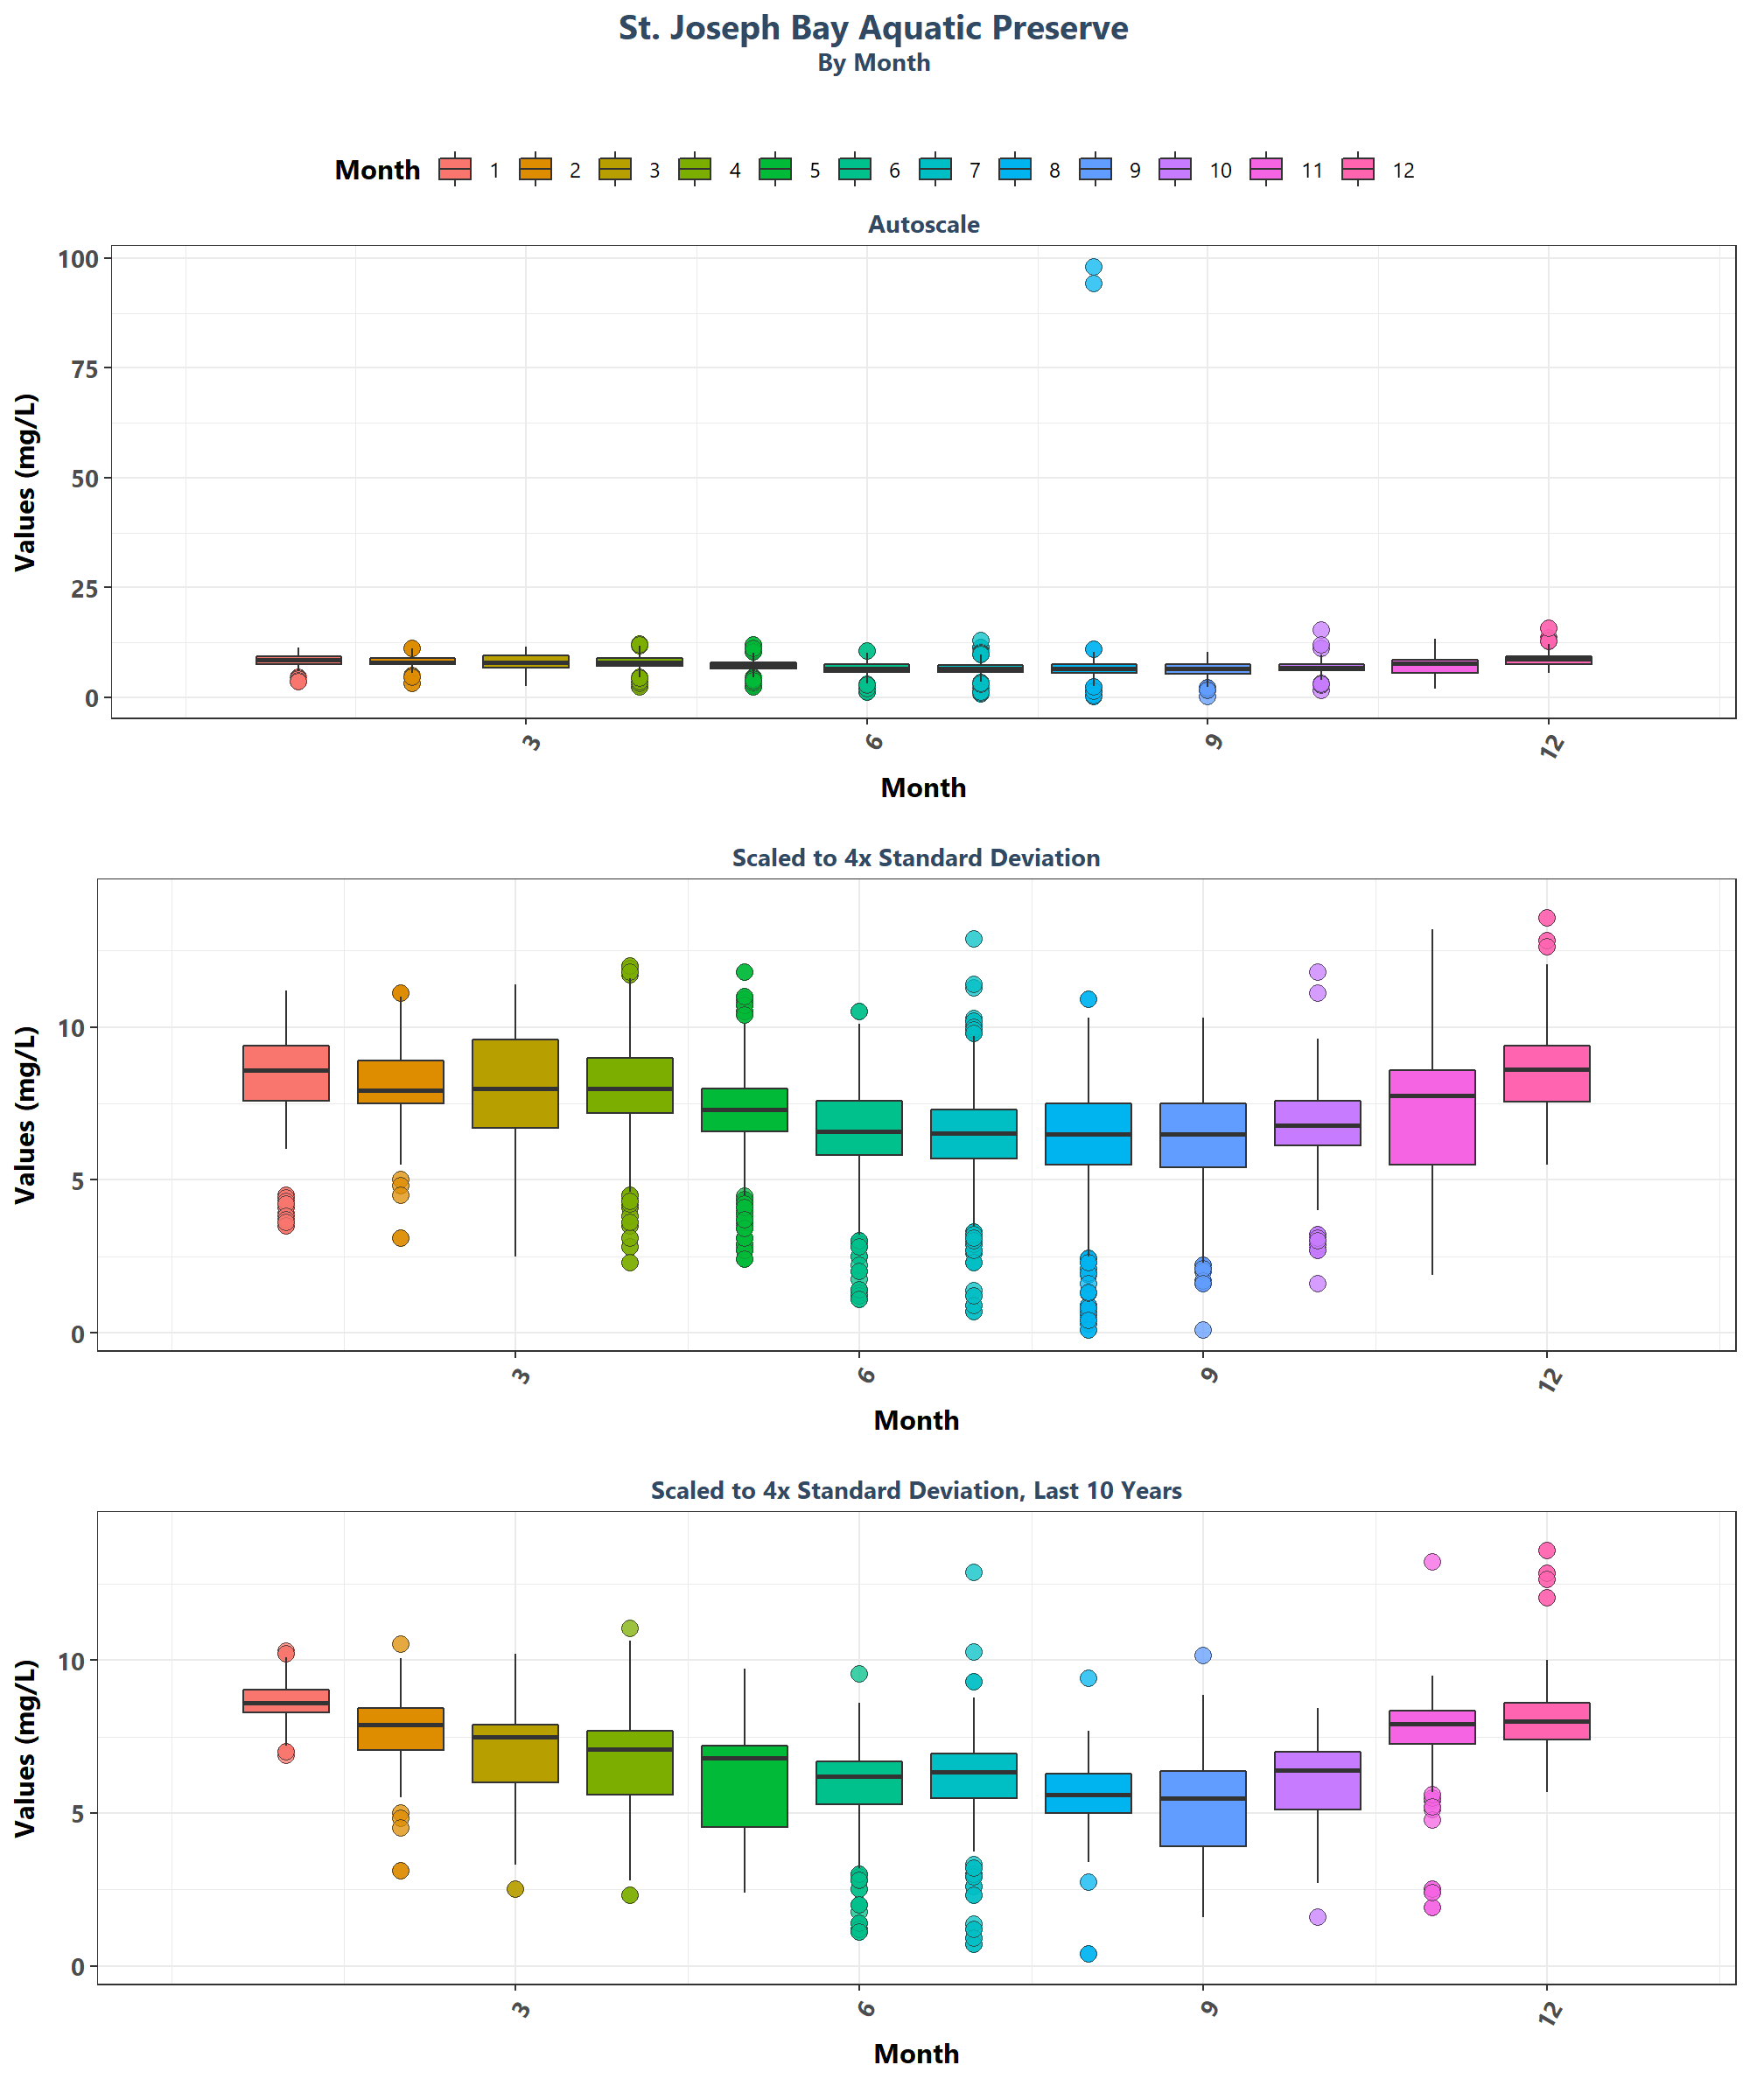 St. Joseph Bay Aquatic Preserve
By Month
Month 1 2 3 4 5 6 7 8 9 10 11 12
Autoscale
100
75
50
25
0
Values (mg/L)
3 6 9 12
Month
Scaled to 4x Standard Deviation
10
5
0
Values (mg/L)
3 6 9 12
Month
Scaled to 4x Standard Deviation, Last 10 Years
10
5
0
Values (mg/L)
3 6 9 12
Month